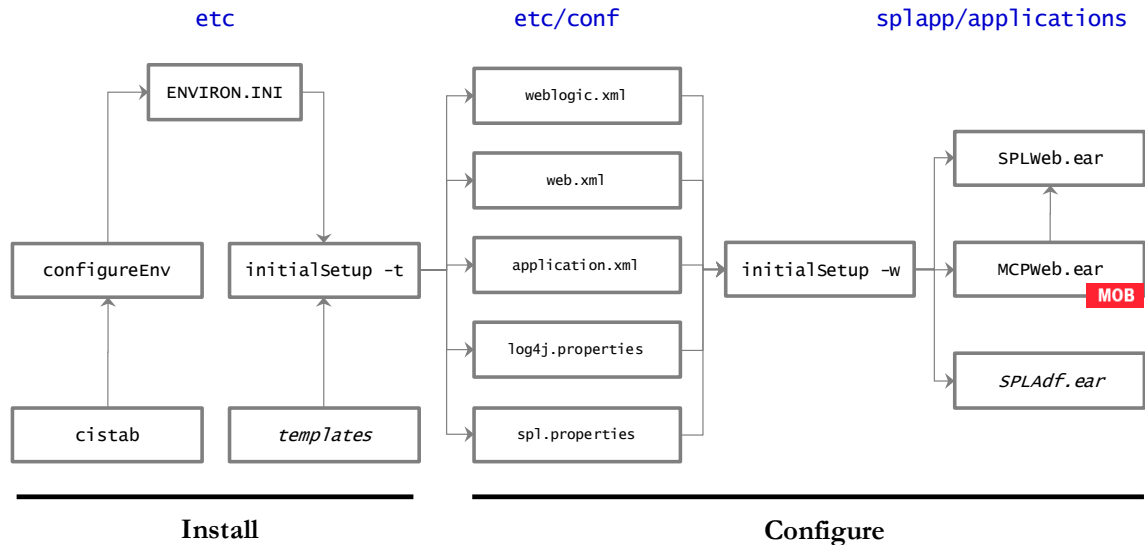 etc
etc/conf
splapp/applications
ENVIRON.INI
weblogic.xml
SPLWeb.ear
web.xml
configureEnv
initialSetup -t
application.xml
initialSetup -w
MCPWeb.ear
MOB
log4j.properties
SPLAdf.ear
cistab
templates
spl.properties
Install
Configure